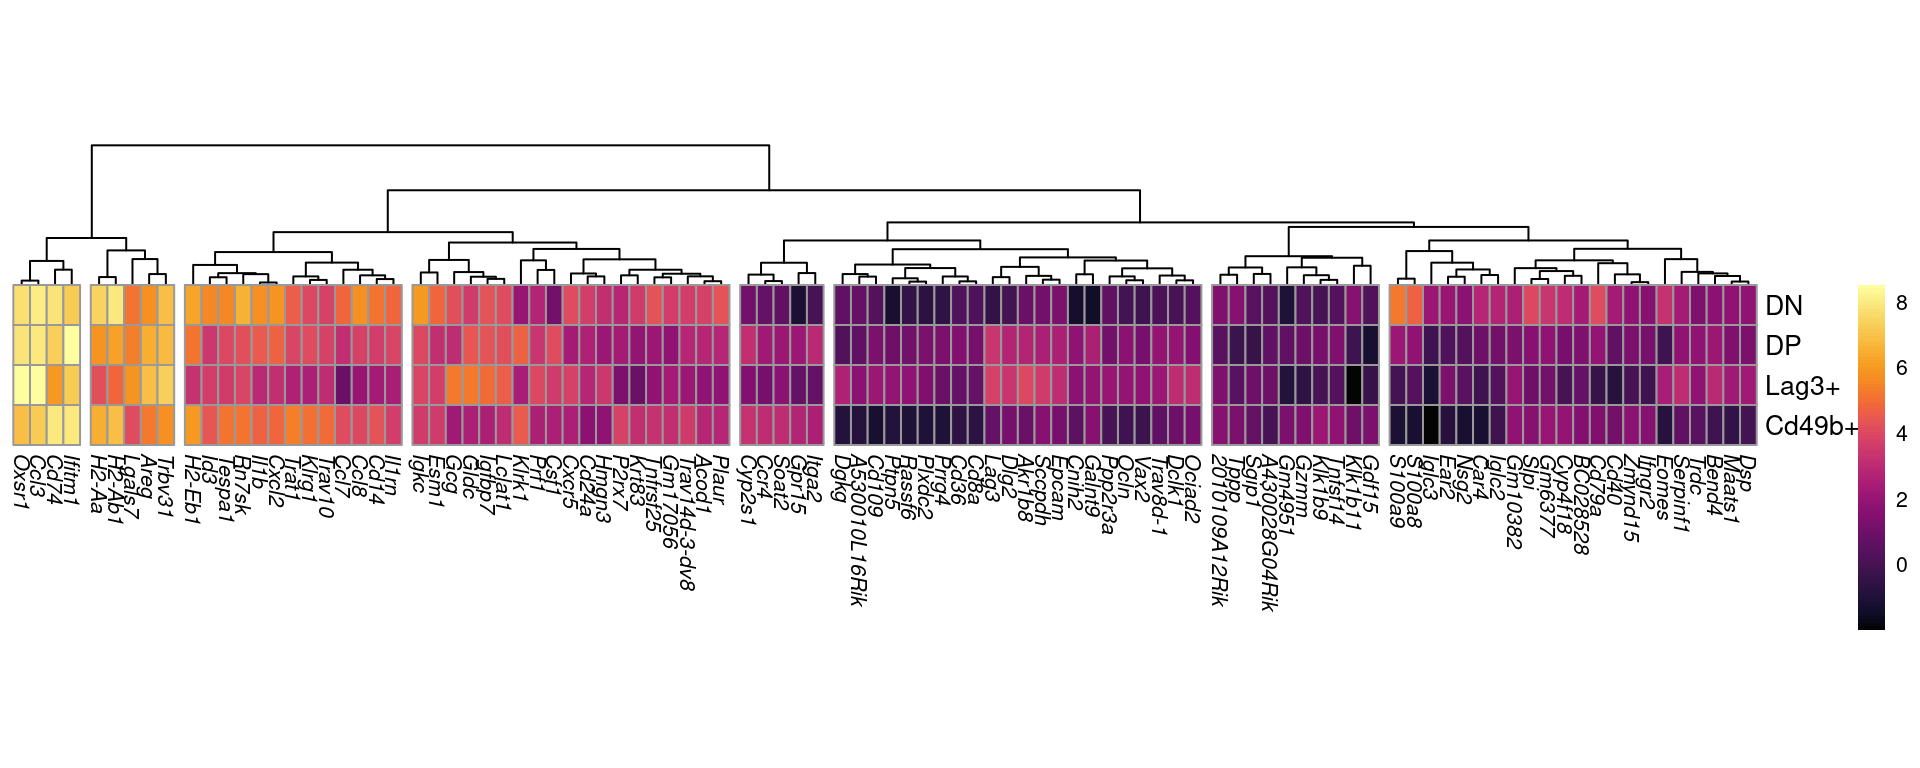 DN
DP
Lag3+
Cd49b+
8
6
4
2
0
Oxsr1
Ccl3
Cd74
Ifitm1
H2-Aa
H2-Ab1
Lgals7
Areg
Trbv31
H2-Eb1
Id3
Tespa1
Rn7sk
Il1b
Cxcl2
Trat1
Klrg1
Trav10
Ccl7
Ccl8
Cd14
Il1rn
Igkc
Esm1
Gcg
Gldc
Igfbp7
Lclat1
Klrk1
Prf1
Csf1
Cxcr5
Cd24a
Hmgn3
P2rx7
Krt83
Tnfrsf25
Gm17056
Trav14d-3-dv8
Acod1
Plaur
Cyp2s1
Ccr4
Soat2
Gpr15
Itga2
Dgkg
A530010L16Rik
Cd109
Ptpn5
Rassf6
Plxdc2
Prg4
Cd36
Cd8a
Lag3
Dlg2
Akr1b8
Sccpdh
Epcam
Cnih2
Galnt9
Ppp2r3a
Ocln
Vax2
Trav8d-1
Dclk1
Ociad2
2010109A12Rik
Tppp
Sgip1
A430028G04Rik
Gm4951
Gzmm
Klk1b9
Tnfsf14
Klk1b11
Gdf15
S100a9
S100a8
Iglc3
Ear2
Nsg2
Car4
Iglc2
Gm10382
Slpi
Gm6377
Cyp4f18
BC028528
Cd79a
Cd40
Zmynd15
Ifngr2
Eomes
Serpinf1
Trdc
Bend4
Maats1
Dsp